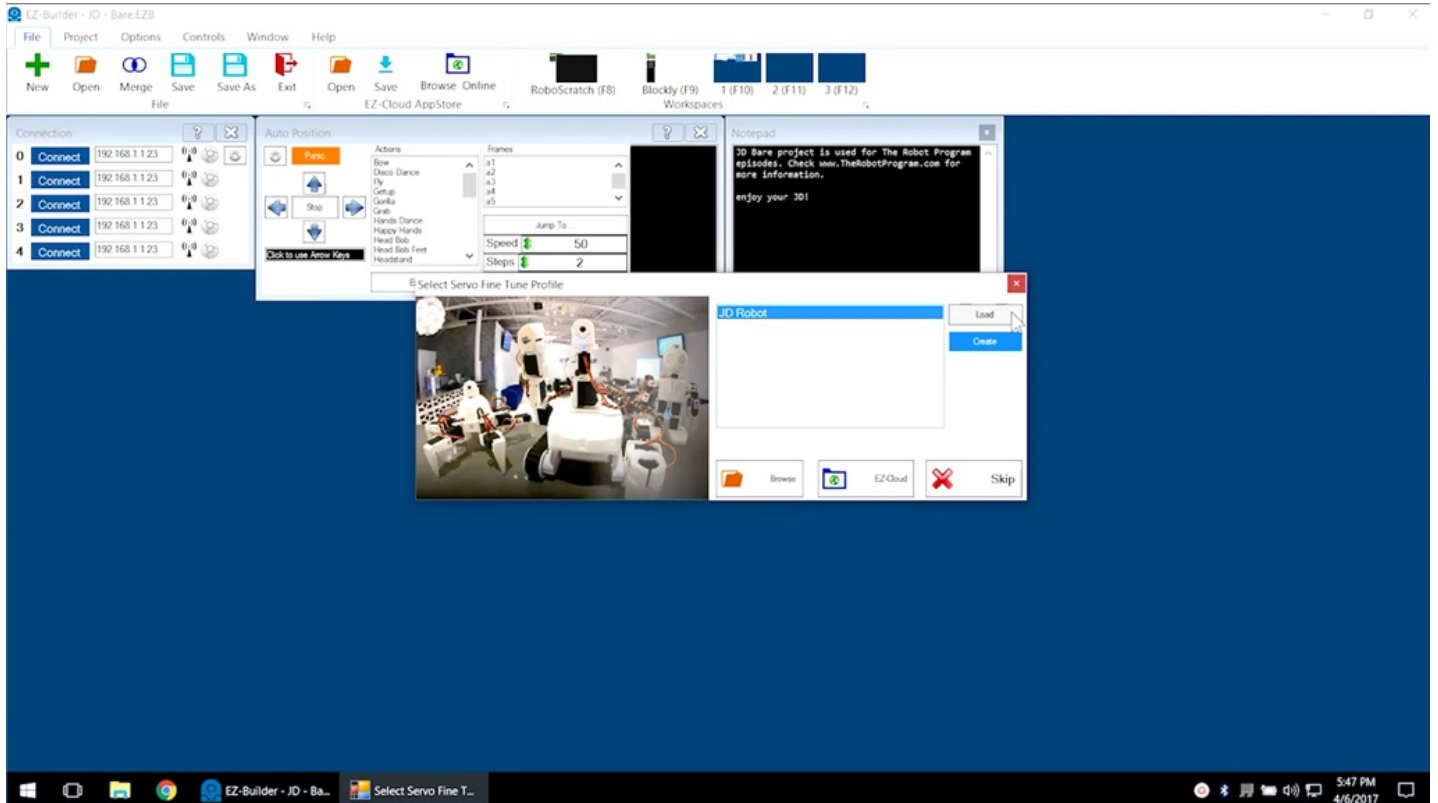 EZ-Builder - JD - Bare.EZB
File Project Options Controls Window Help
New Open Merge Save Save As Exit Open Save Browse Online RoboScratch (F8) Blockly (F9) 1 (F10) 2 (F11) 3 (F12)
File EZ-Cloud AppStore Workspaces
Connection
0 Connect 192.168.1.1:23
1 Connect 192.168.1.1:23
2 Connect 192.168.1.1:23
3 Connect 192.168.1.1:23
4 Connect 192.168.1.1:23
Auto Position
Panic
Stop
Click to use Arrow Keys
Actions
Bow
Disco Dance
Fly
Getup
Gorilla
Grab
Hands Dance
Happy Hands
Head Bob
Head Bob Feet
Headstand
Frames
a1
a2
a3
a4
a5
Jump To...
Speed 50
Steps 2
Notepad
JD Bare project is used for The Robot Program
episodes. Check www.TheRobotProgram.com for
more information.
enjoy your JD!
Select Servo Fine Tune Profile
JD Robot
Load
Create
Browse EZ-Cloud Skip
EZ-Builder - JD - Ba... Select Servo Fine T...
5:47 PM
4/6/2017